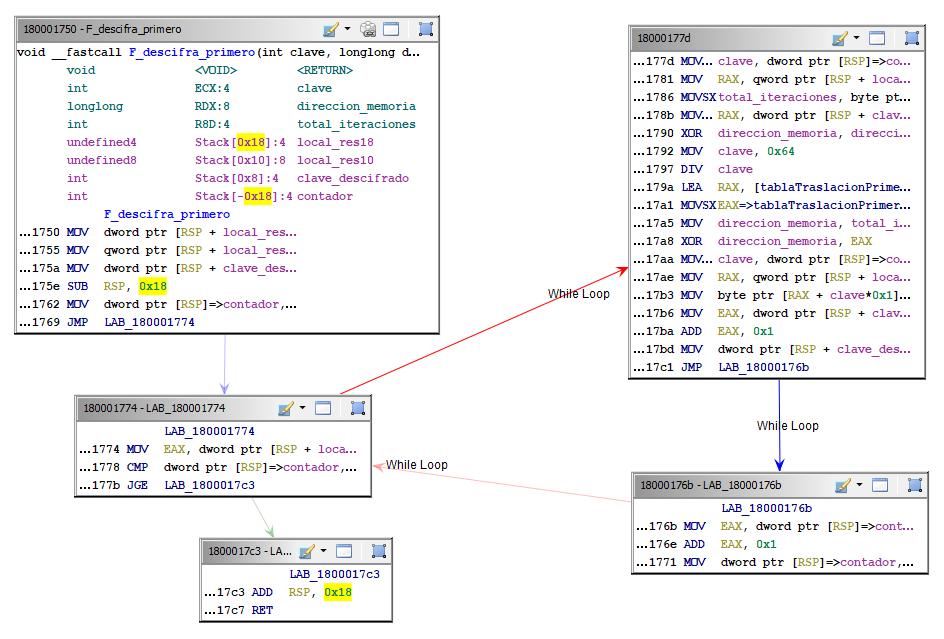 180001750 - F_descifra_primero
void __fastcall F_descifra_primero(int clave, longlong d...
void <VOID> <RETURN>
int ECX:4 clave
longlong RDX:8 direccion_memoria
int R8D:4 total_iteraciones
undefined4 Stack[0x18]:4 local_res18
undefined8 Stack[0x10]:8 local_res10
int Stack[0x8]:4 clave_descifrado
int Stack[-0x18]:4 contador
F_descifra_primero
...1750 MOV dword ptr [RSP + local_res...
...1755 MOV qword ptr [RSP + local_res...
...175a MOV dword ptr [RSP + clave_des...
...175e SUB RSP, 0x18
...1762 MOV dword ptr [RSP]=>contador,...
...1769 JMP LAB_180001774
18000177d
...177d MOV... clave, dword ptr [RSP]=>co...
...1781 MOV RAX, qword ptr [RSP + loca...
...1786 MOVSX total_iteraciones, byte pt...
...178b MOV... RAX, dword ptr [RSP + clav...
...1790 XOR direccion_memoria, direcci...
...1792 MOV clave, 0x64
...1797 DIV clave
...179a LEA RAX, [tablaTraslacionPrime...
...17a1 MOVSX EAX=>tablaTraslacionPrimer...
...17a5 MOV direccion_memoria, total_i...
...17a8 XOR direccion_memoria, EAX
...17aa MOV... clave, dword ptr [RSP]=>co...
...17ae MOV RAX, qword ptr [RSP + loca...
...17b3 MOV byte ptr [RAX + clave*0x1]...
...17b6 MOV EAX, dword ptr [RSP + clav...
...17ba ADD EAX, 0x1
...17bd MOV dword ptr [RSP + clave_des...
...17c1 JMP LAB_18000176b
While Loop
180001774 - LAB_180001774
LAB_180001774
...1774 MOV EAX, dword ptr [RSP + loca...
...1778 CMP dword ptr [RSP]=>contador,...
...177b JGE LAB_1800017c3
While Loop
While Loop
18000176b - LAB_18000176b
LAB_18000176b
...176b MOV EAX, dword ptr [RSP]=>cont...
...176e ADD EAX, 0x1
...1771 MOV dword ptr [RSP]=>contador,...
1800017c3 - LA...
LAB_1800017c3
...17c3 ADD RSP, 0x18
...17c7 RET